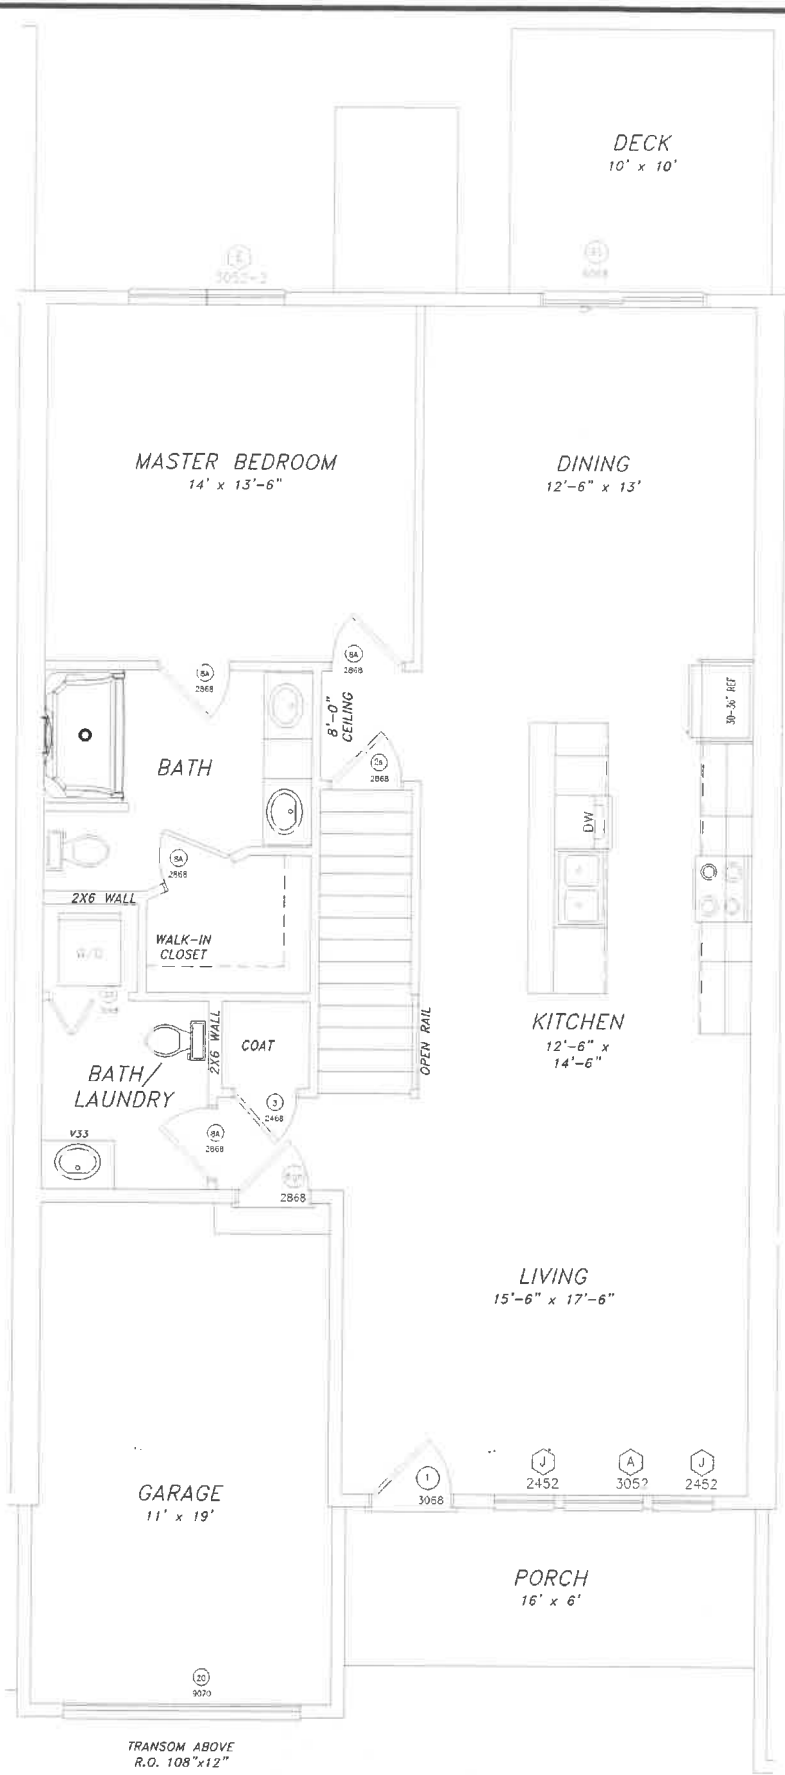 DECK
10' x 10'
3052-2
6068
MASTER BEDROOM
14' x 13'-6"
DINING
12'-6" x 13'
8A
2868
8A
2868
8'-0"
CEILING
30-36" REF
BATH
2868
DW
8A
2868
2X6 WALL
W/D
WALK-IN
CLOSET
KITCHEN
12'-6" x
14'-6"
OPEN RAIL
2X6 WALL
COAT
BATH/
LAUNDRY
3
2468
V33
8A
2868
2868
LIVING
15'-6" x 17'-6"
J
2452
A
3052
J
2452
1
3068
GARAGE
11' x 19'
PORCH
16' x 6'
20
9070
TRANSOM ABOVE
R.O. 108"x12"